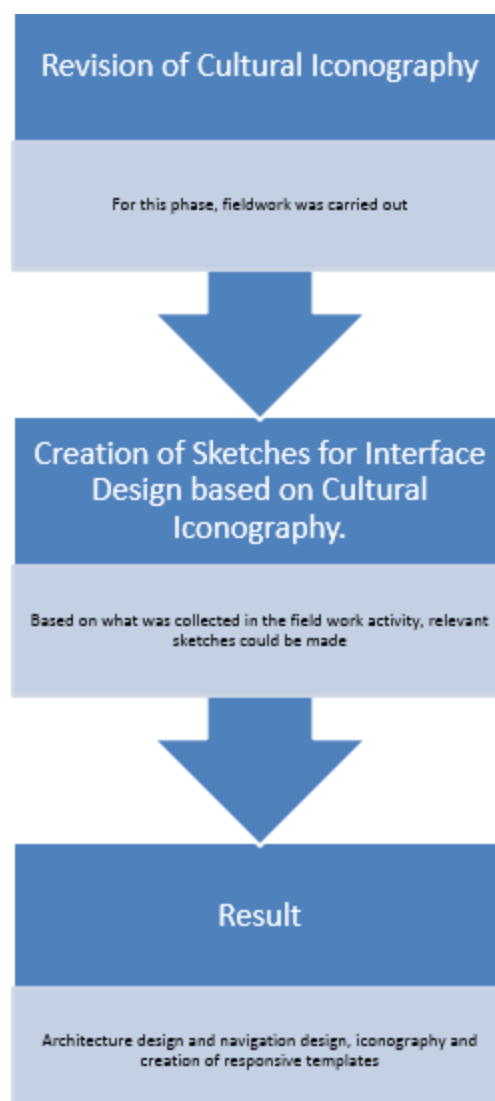 Revision of Cultural Iconography
For this phase, fieldwork was carried out
Creation of Sketches for Interface
Design based on Cultural
Iconography.
Based on what was collected in the field work activity, relevant
sketches could be made
Result
Architecture design and navigation design, iconography and
creation of responsive templates